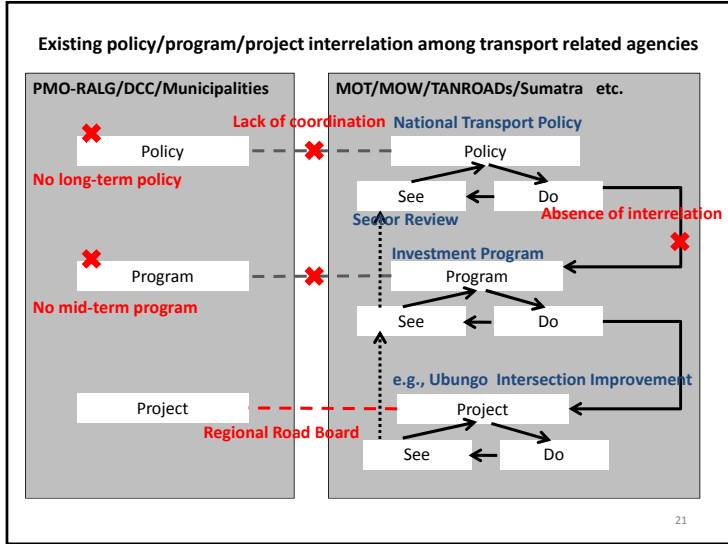 Existing policy/program/project interrelation among transport related agencies
PMO-RALG/DCC/Municipalities
MOT/MOW/TANROADs/Sumatra etc.
Lack of coordination
National Transport Policy
Policy
Policy
No long-term policy
See
Do
Sector Review
Absence of interrelation
Investment Program
Program
Program
No mid-term program
See
Do
e.g., Ubungo Intersection Improvement
Project
Project
Regional Road Board
See
Do
21